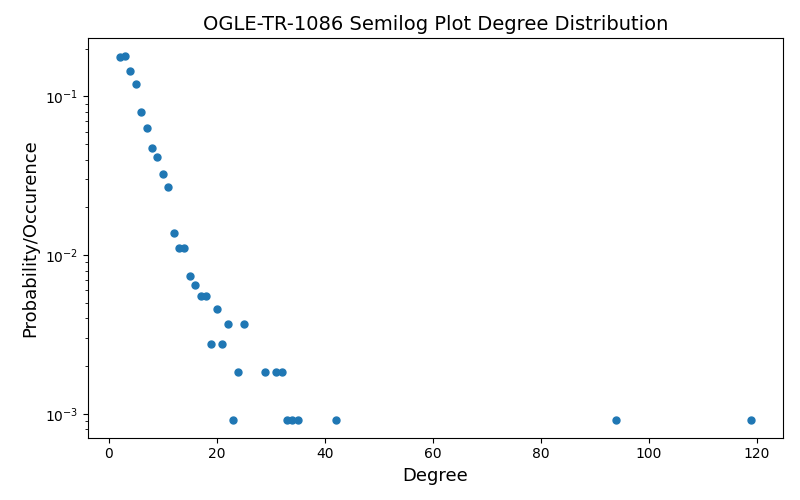 OGLE-TR-1086 Semilog Plot Degree Distribution
Probability/Occurence
10⁻¹
10⁻²
10⁻³
0 20 40 60 80 100 120
Degree